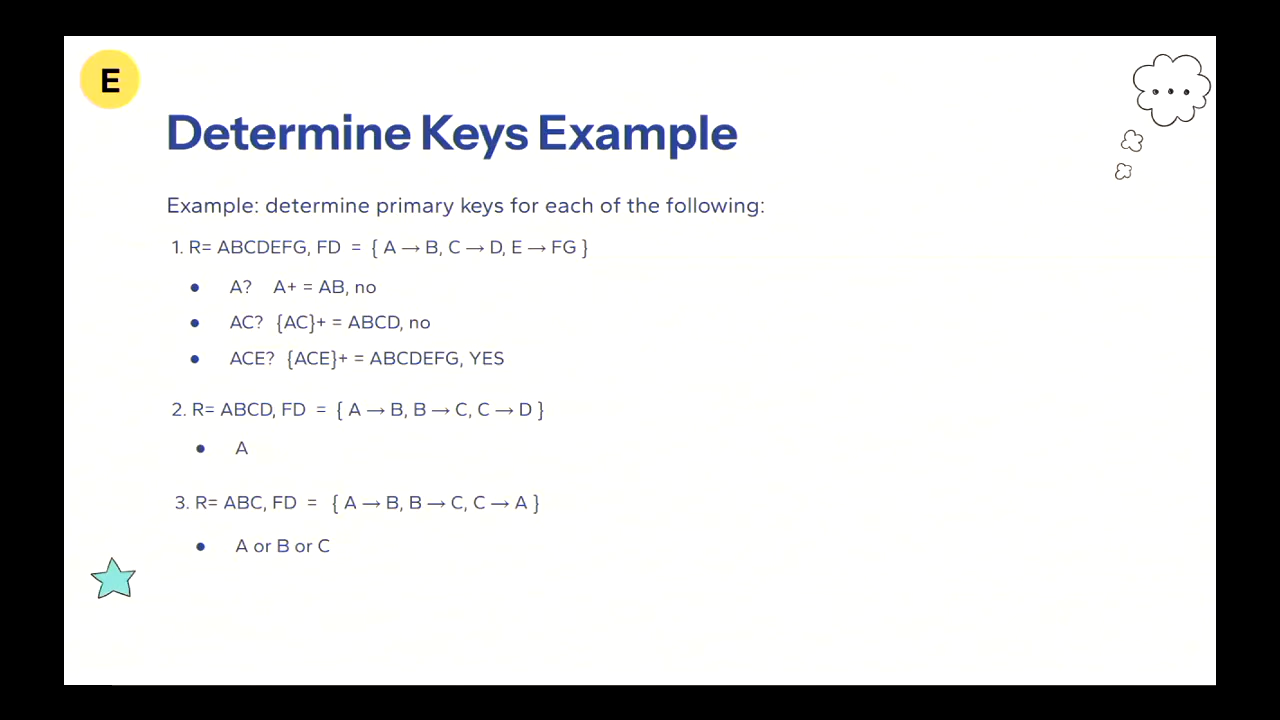 E
Determine Keys Example
Example: determine primary keys for each of the following:
1. R= ABCDEFG, FD = { A → B, C → D, E → FG }
● A? A+ = AB, no
● AC? {AC}+ = ABCD, no
● ACE? {ACE}+ = ABCDEFG, YES
2. R= ABCD, FD = { A → B, B → C, C → D }
● A
3. R= ABC, FD = { A → B, B → C, C → A }
● A or B or C